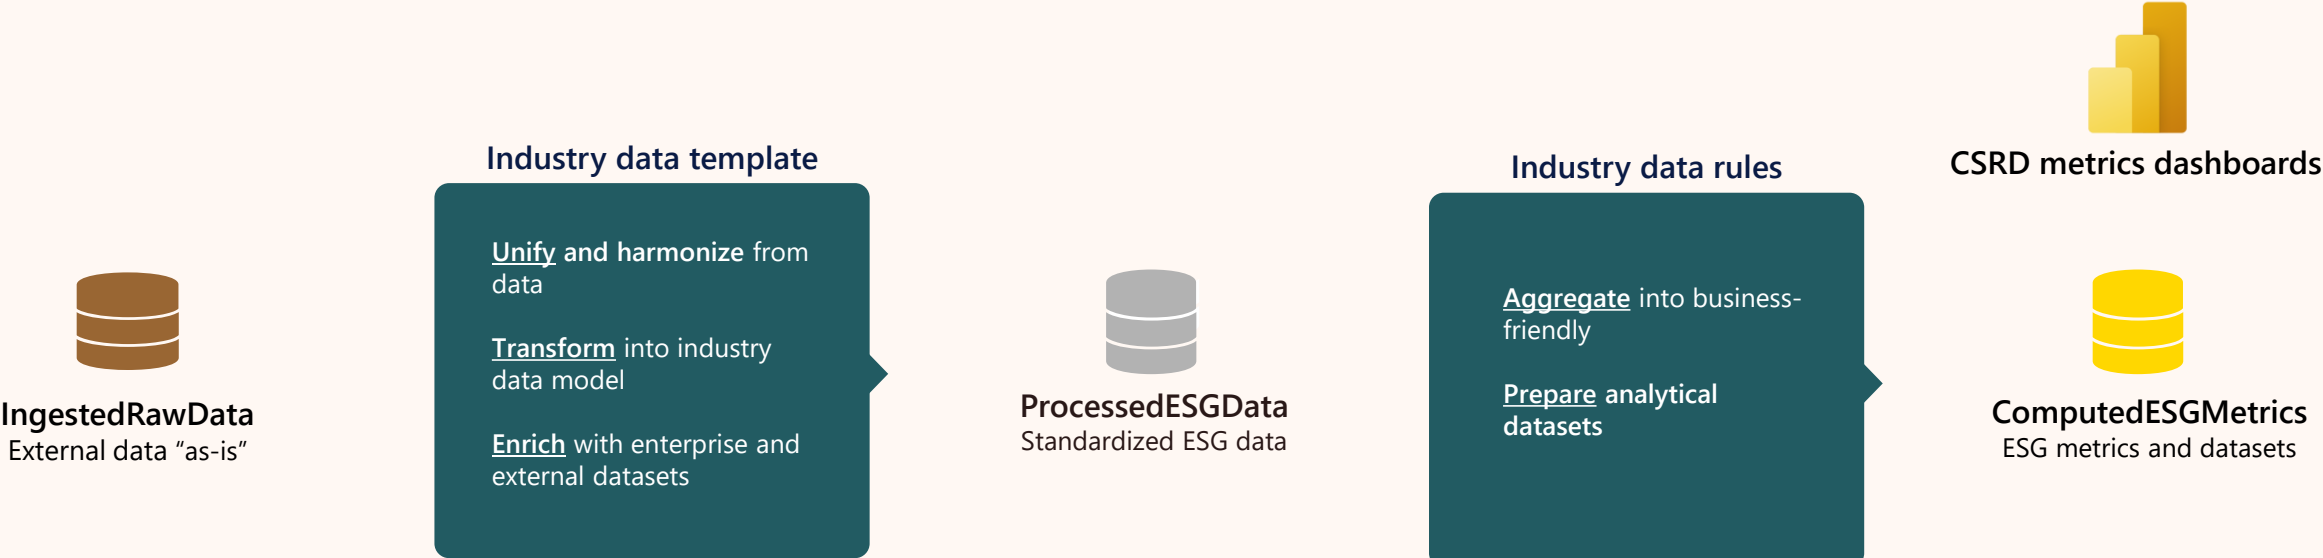 IngestedRawData
External data “as-is”
Industry data template
Unify and harmonize from
data
Transform into industry
data model
Enrich with enterprise and
external datasets
ProcessedESGData
Standardized ESG data
Industry data rules
Aggregate into business-
friendly
Prepare analytical
datasets
CSRD metrics dashboards
ComputedESGMetrics
ESG metrics and datasets